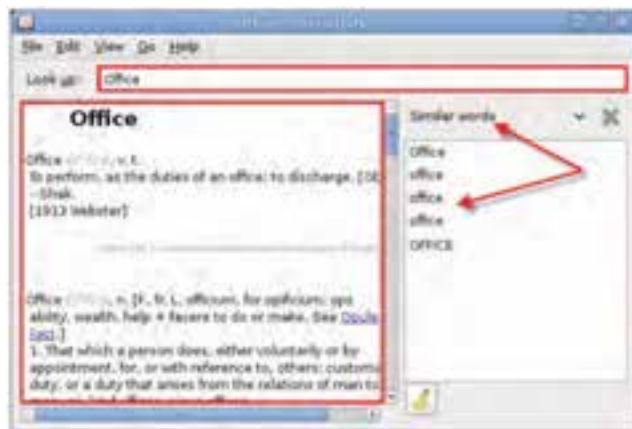 File Edit View Go Help
Look up: Office
Office
Office v. t.
To perform, as the duties of an office; to discharge.
--Shak.
[1913 Webster]
Office n. [F., fr. L. officium, for opificium; ops
ability, wealth, help + facere to do or make. See
1. That which a person does, either voluntarily or by
appointment, for, or with reference to, others; customa
duty, or a duty that arises from the relations of man to
Similar words
Office
office
office
office
OFFICE